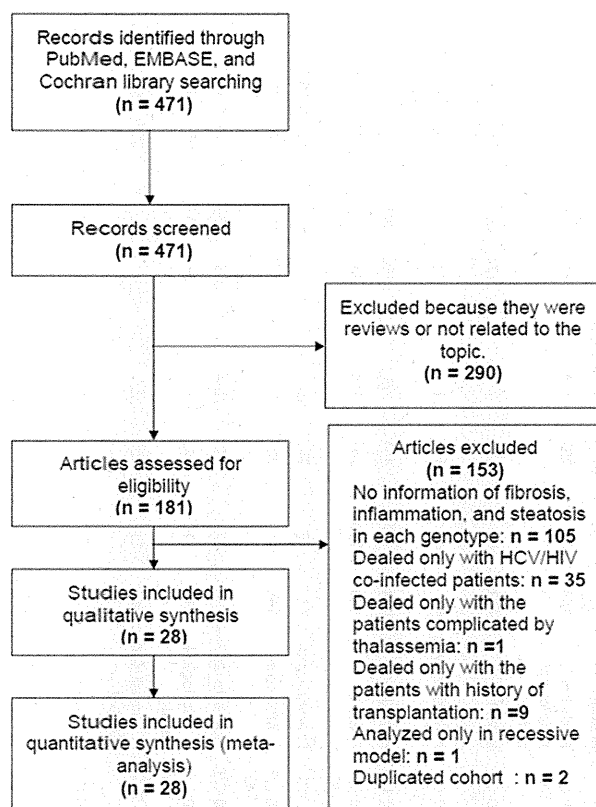 Records identified through
PubMed, EMBASE, and
Cochran library searching
(n = 471)
Records screened
(n = 471)
Excluded because they were
reviews or not related to the
topic.
(n = 290)
Articles assessed for
eligibility
(n = 181)
Articles excluded
(n = 153)
No information of fibrosis,
inflammation, and steatosis
in each genotype: n = 105
Dealed only with HCV/HIV
co-infected patients: n = 35
Dealed only with the
patients complicated by
thalassemia: n =1
Dealed only with the
patients with history of
transplantation: n =9
Analyzed only in recessive
model: n = 1
Duplicated cohort : n = 2
Studies included in
qualitative synthesis
(n = 28)
Studies included in
quantitative synthesis (meta-
analysis)
(n = 28)